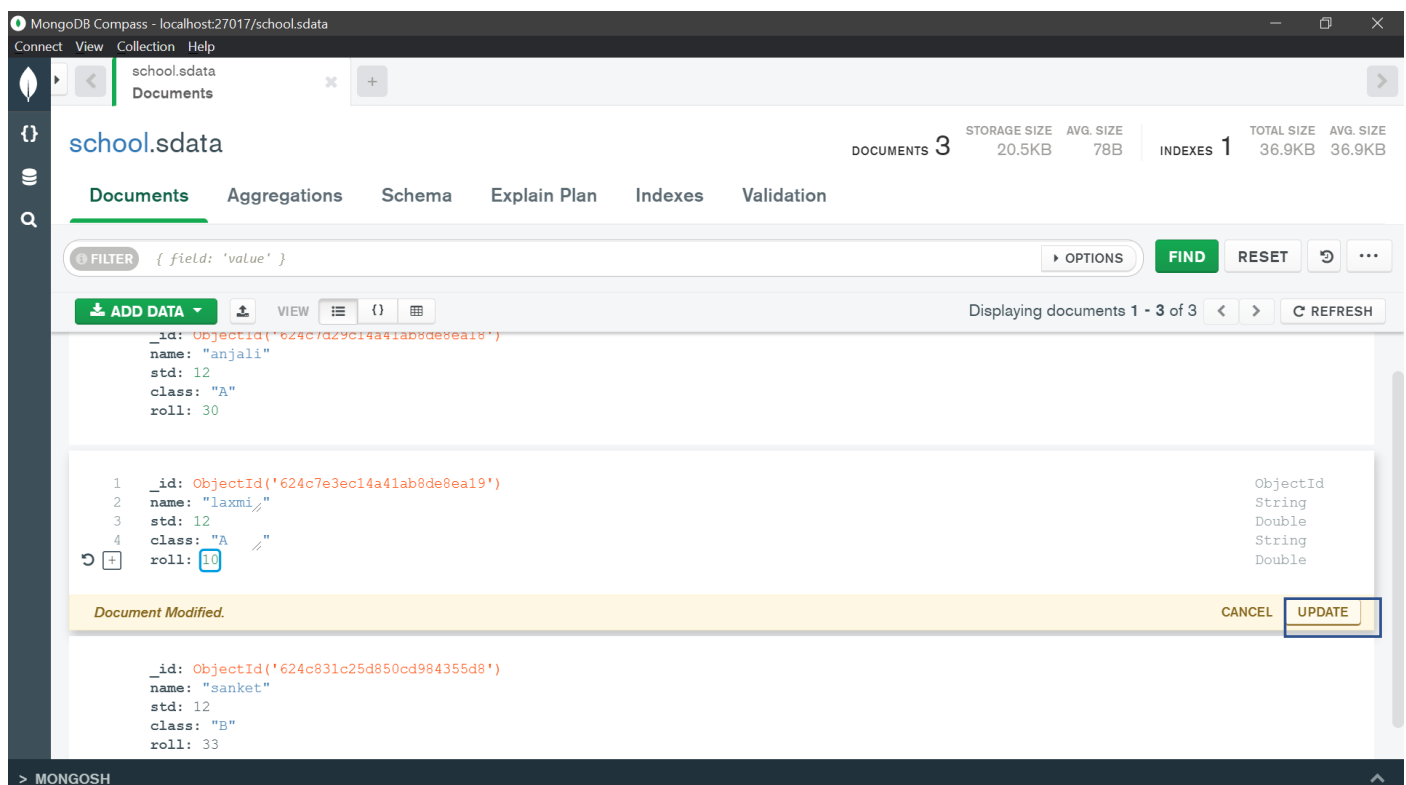 MongoDB Compass - localhost:27017/school.sdata
Connect View Collection Help
school.sdata
Documents
school.sdata
DOCUMENTS 3 STORAGE SIZE 20.5KB AVG. SIZE 78B INDEXES 1 TOTAL SIZE 36.9KB AVG. SIZE 36.9KB
Documents Aggregations Schema Explain Plan Indexes Validation
FILTER { field: 'value' } OPTIONS FIND RESET ...
ADD DATA VIEW {} Displaying documents 1 - 3 of 3 < > REFRESH
_id: ObjectId('624c7d29c14a41ab8de8ea18')
name: "anjali"
std: 12
class: "A"
roll: 30
1 _id: ObjectId('624c7e3ec14a41ab8de8ea19') ObjectId
2 name: "laxmi" String
3 std: 12 Double
4 class: "A " String
+ roll: 10 Double
Document Modified. CANCEL UPDATE
_id: ObjectId('624c831c25d850cd984355d8')
name: "sanket"
std: 12
class: "B"
roll: 33
> MONGOSH